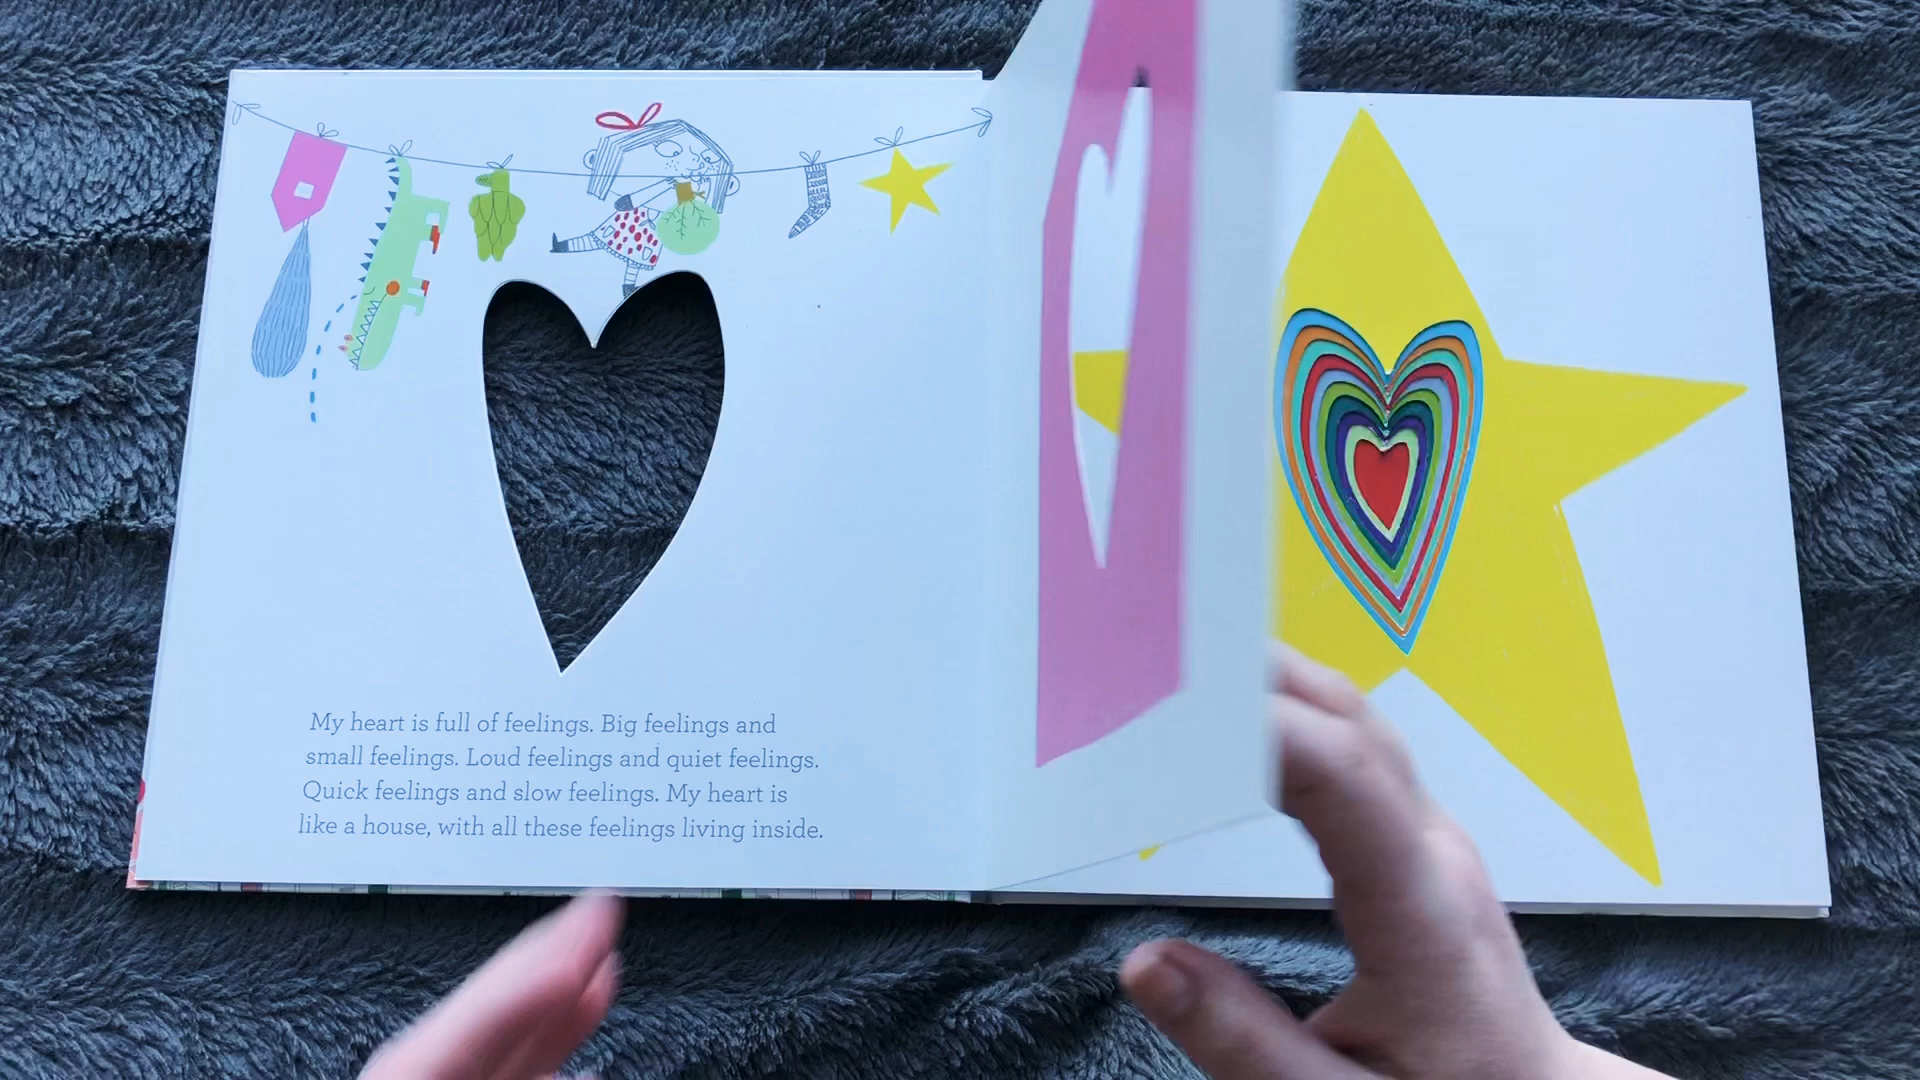 My heart is full of feelings. Big feelings and
small feelings. Loud feelings and quiet feelings.
Quick feelings and slow feelings. My heart is
like a house, with all these feelings living inside.